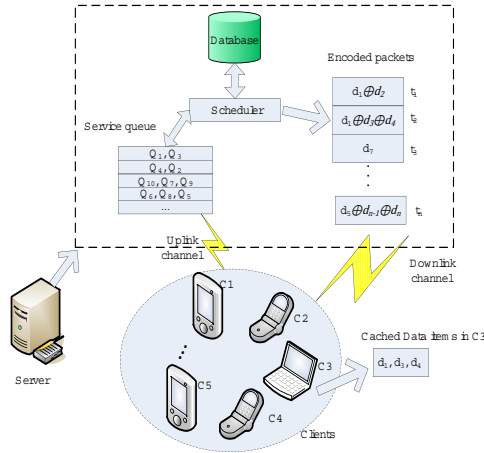 Database
Encoded packets
d₁⊕d₂ t₁
Scheduler
d₁⊕d₃⊕d₄ t₂
Service queue
d₇ t₃
Q₁,Q₃
Q₄,Q₂
Q₁₀,Q₇,Q₉
Q₆,Q₈,Q₅
...
d₅⊕dₙ₋₁⊕dₙ tₙ
Uplink
channel
Downlink
channel
C1
C2
Cached Data items in C3
d₁,d₃,d₄
C3
Server
C5
C4
Clients